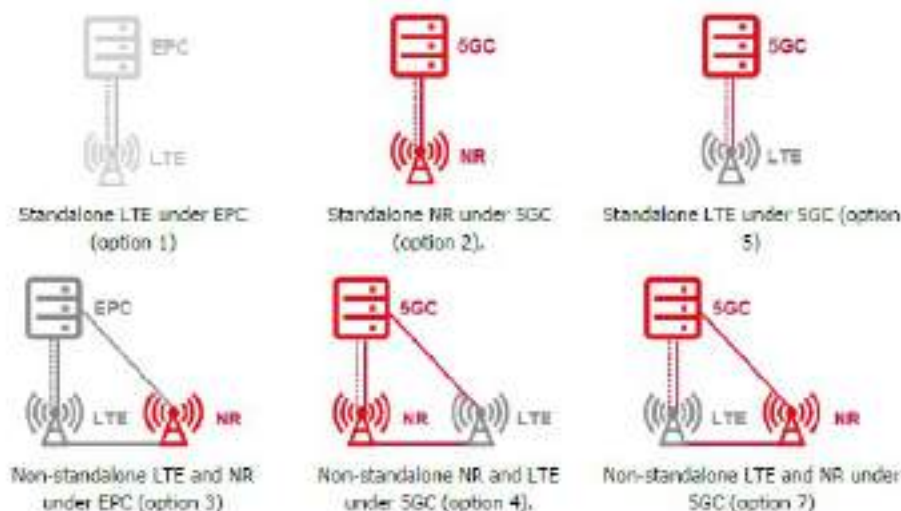 EPC
5GC
5GC
LTE
NR
LTE
Standalone LTE under EPC
(option 1)
Standalone NR under 5GC
(option 2).
Standalone LTE under 5GC (option
5)
EPC
5GC
5GC
LTE
NR
NR
LTE
LTE
NR
Non-standalone LTE and NR
under EPC (option 3)
Non-standalone NR and LTE
under 5GC (option 4).
Non-standalone LTE and NR under
5GC (option 7)